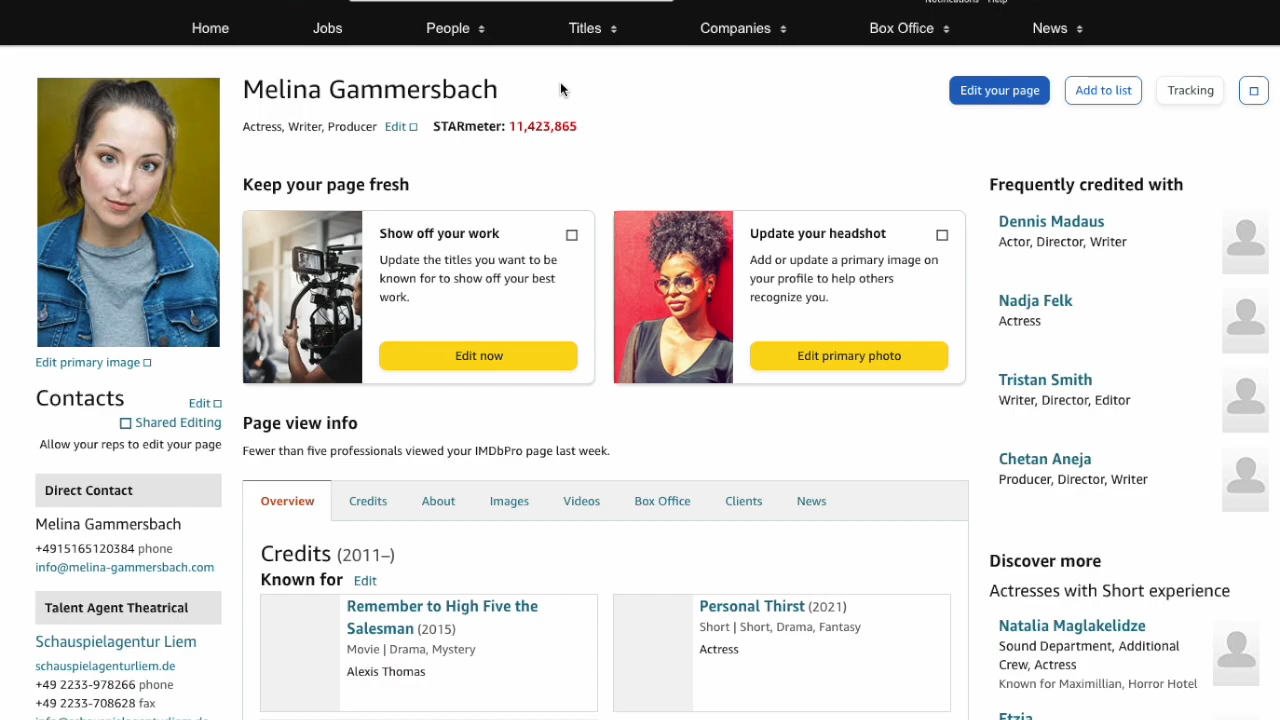 Notifications Help
Home Jobs People Titles Companies Box Office News
Melina Gammersbach
Edit your page Add to list Tracking
Actress, Writer, Producer Edit STARmeter: 11,423,865
Keep your page fresh
Show off your work
Update the titles you want to be
known for to show off your best
work.
Edit now
Update your headshot
Add or update a primary image on
your profile to help others
recognize you.
Edit primary photo
Edit primary image
Contacts Edit
Shared Editing
Allow your reps to edit your page
Direct Contact
Melina Gammersbach
+4915165120384 phone
info@melina-gammersbach.com
Talent Agent Theatrical
Schauspielagentur Liem
schauspielagenturliem.de
+49 2233-978266 phone
+49 2233-708628 fax
info@schauspielagenturliem.de
Page view info
Fewer than five professionals viewed your IMDbPro page last week.
Overview Credits About Images Videos Box Office Clients News
Credits (2011–)
Known for Edit
Remember to High Five the
Salesman (2015)
Movie | Drama, Mystery
Alexis Thomas
Personal Thirst (2021)
Short | Short, Drama, Fantasy
Actress
Frequently credited with
Dennis Madaus
Actor, Director, Writer
Nadja Felk
Actress
Tristan Smith
Writer, Director, Editor
Chetan Aneja
Producer, Director, Writer
Discover more
Actresses with Short experience
Natalia Maglakelidze
Sound Department, Additional
Crew, Actress
Known for Maximillian, Horror Hotel
Etzia